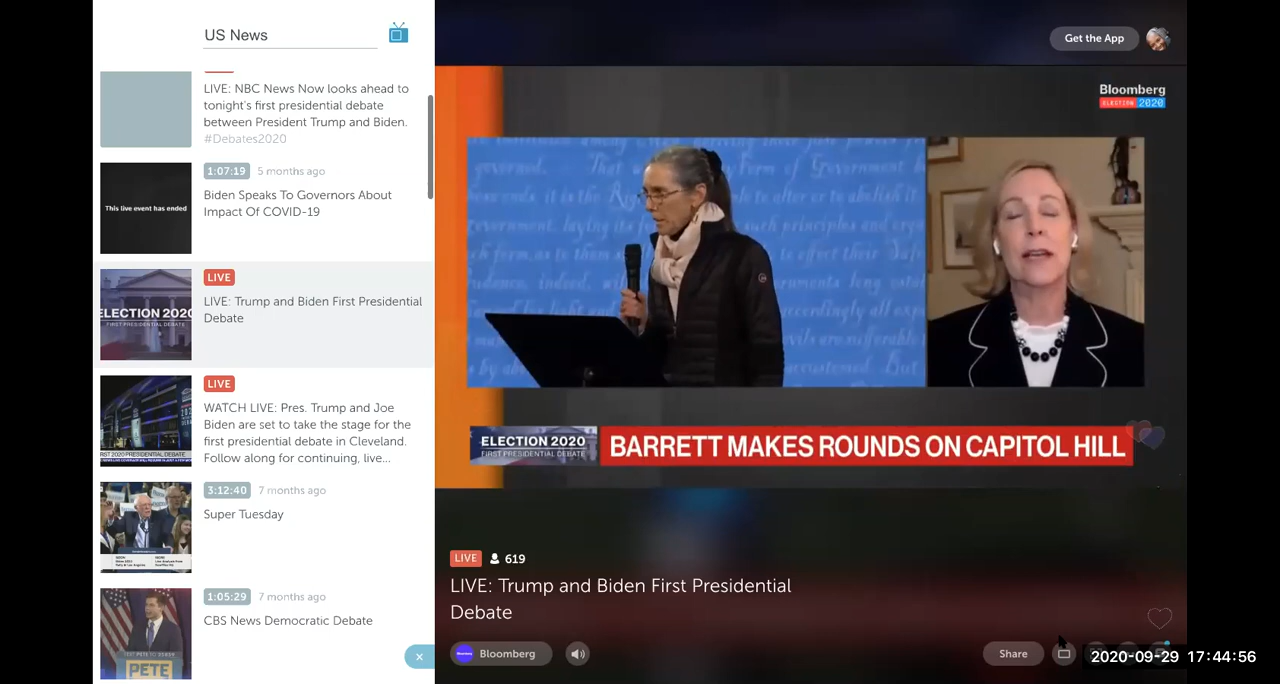 US News
LIVE: NBC News Now looks ahead to
tonight's first presidential debate
between President Trump and Biden.
#Debates2020
1:07:19 5 months ago
Biden Speaks To Governors About
Impact Of COVID-19
This live event has ended
LIVE
LIVE: Trump and Biden First Presidential
Debate
ELECTION 2020
FIRST PRESIDENTIAL DEBATE
LIVE
WATCH LIVE: Pres. Trump and Joe
Biden are set to take the stage for the
first presidential debate in Cleveland.
Follow along for continuing, live...
3:12:40 7 months ago
Super Tuesday
1:05:29 7 months ago
CBS News Democratic Debate
PETE
Get the App
Bloomberg
ELECTION 2020
ELECTION 2020
FIRST PRESIDENTIAL DEBATE
BARRETT MAKES ROUNDS ON CAPITOL HILL
LIVE 619
LIVE: Trump and Biden First Presidential
Debate
Bloomberg
Share
2020-09-29 17:44:56